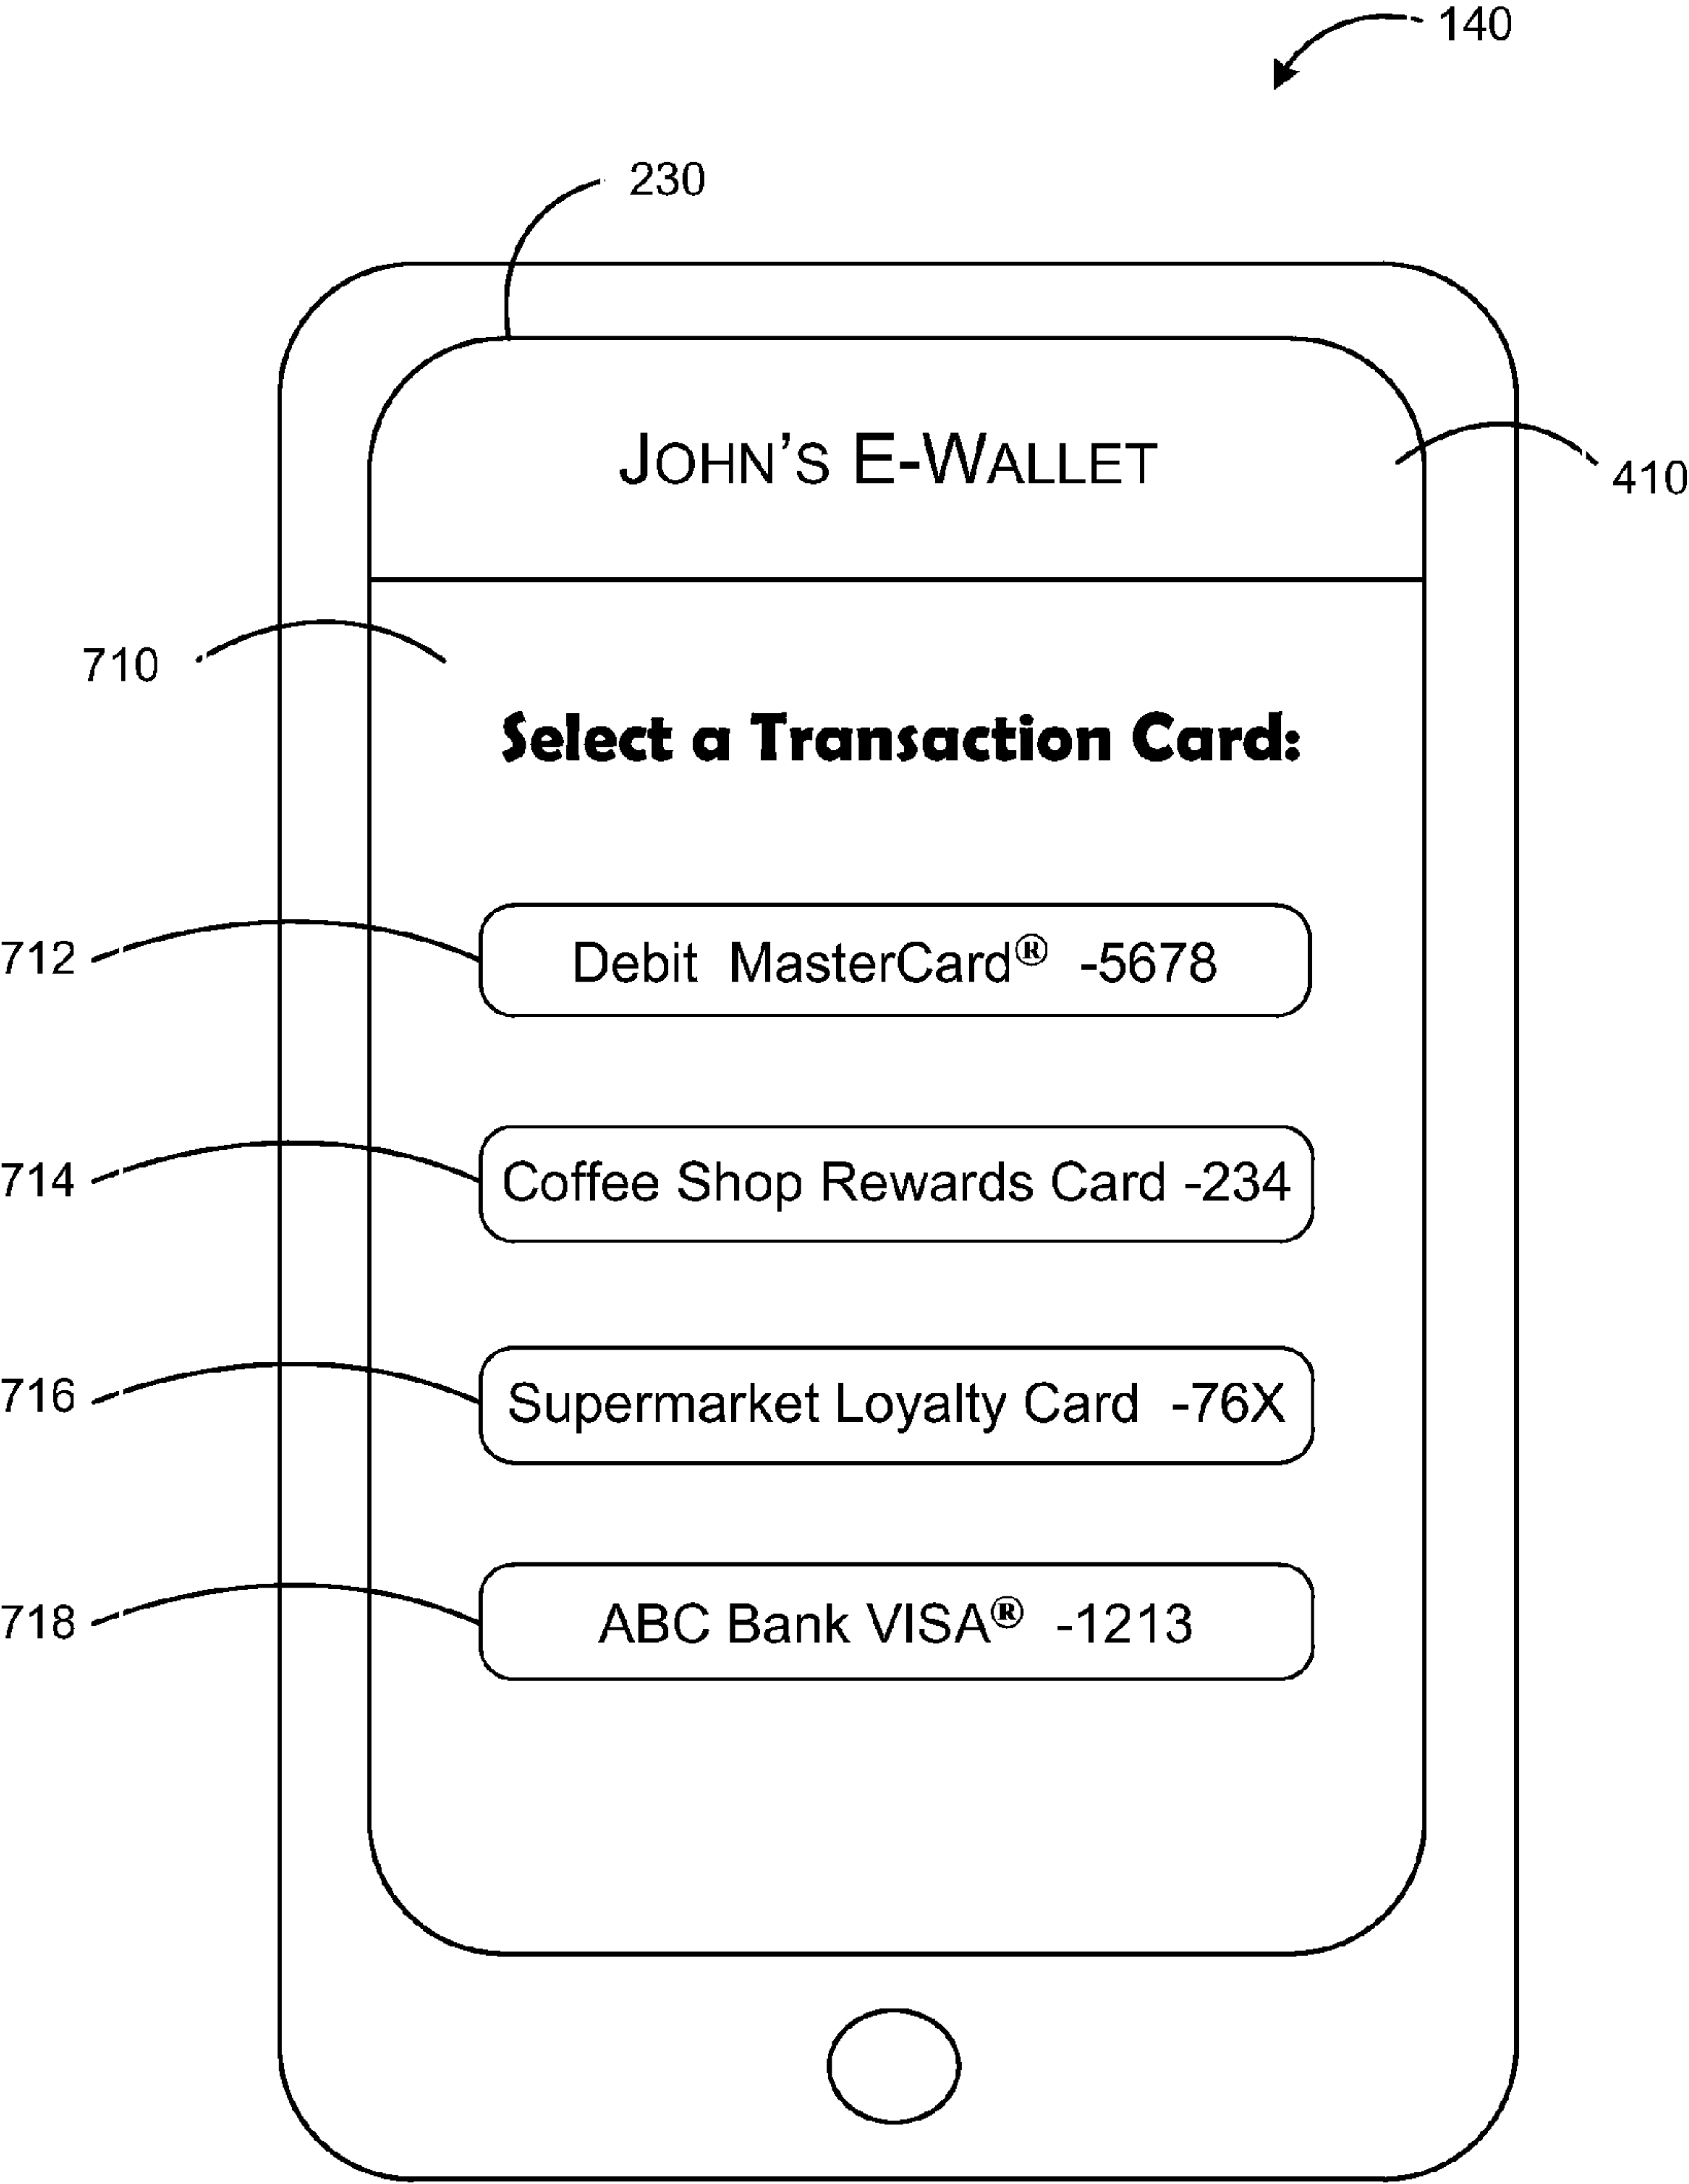 140
230
JOHN'S E-WALLET
410
710
Select a Transaction Card:
712
Debit MasterCard® -5678
714
Coffee Shop Rewards Card -234
716
Supermarket Loyalty Card -76X
718
ABC Bank VISA® -1213